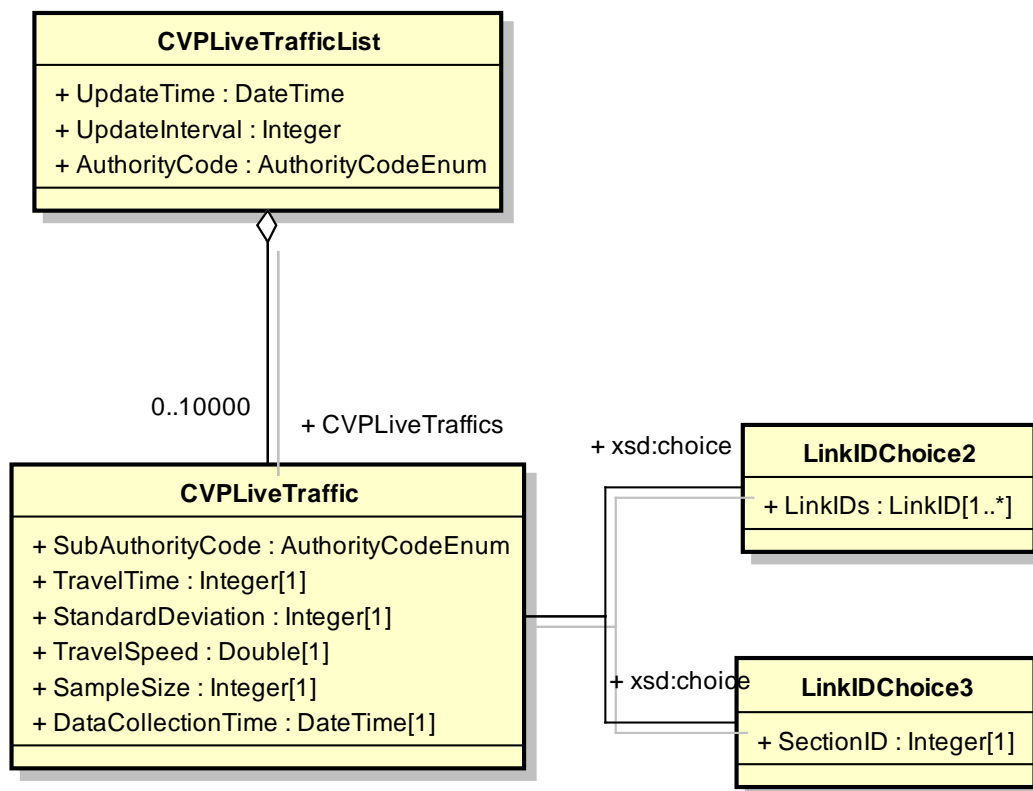 CVPLiveTrafficList
+ UpdateTime : DateTime
+ UpdateInterval : Integer
+ AuthorityCode : AuthorityCodeEnum
0..10000
+ CVPLiveTraffics
CVPLiveTraffic
+ SubAuthorityCode : AuthorityCodeEnum
+ TravelTime : Integer[1]
+ StandardDeviation : Integer[1]
+ TravelSpeed : Double[1]
+ SampleSize : Integer[1]
+ DataCollectionTime : DateTime[1]
+ xsd:choice
LinkIDChoice2
+ LinkIDs : LinkID[1..*]
+ xsd:choice
LinkIDChoice3
+ SectionID : Integer[1]